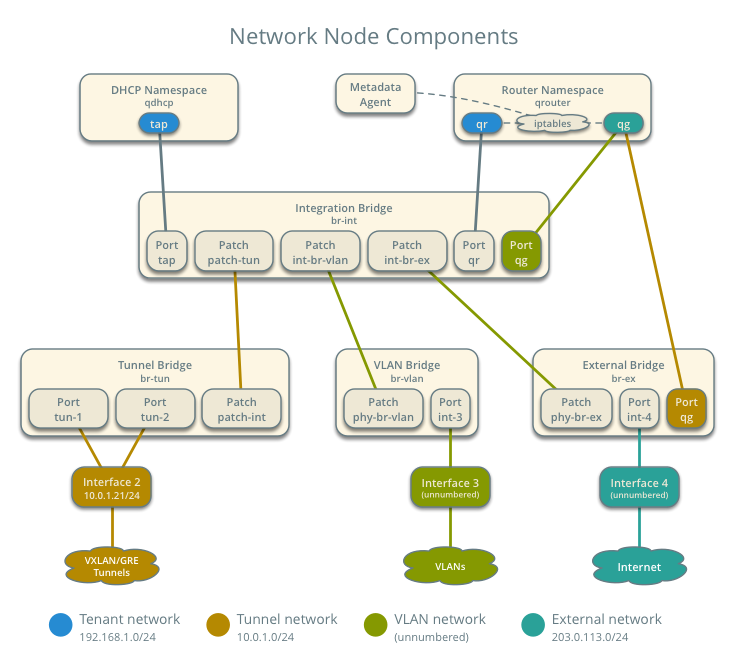 Network Node Components
DHCP Namespace
qdhcp
tap
Metadata
Agent
Router Namespace
qrouter
qr
iptables
qg
Integration Bridge
br-int
Port
tap
Patch
patch-tun
Patch
int-br-vlan
Patch
int-br-ex
Port
qr
Port
qg
Tunnel Bridge
br-tun
Port
tun-1
Port
tun-2
Patch
patch-int
VLAN Bridge
br-vlan
Patch
phy-br-vlan
Port
int-3
External Bridge
br-ex
Patch
phy-br-ex
Port
int-4
Port
qg
Interface 2
10.0.1.21/24
Interface 3
(unnumbered)
Interface 4
(unnumbered)
VXLAN/GRE
Tunnels
VLANs
Internet
Tenant network
192.168.1.0/24
Tunnel network
10.0.1.0/24
VLAN network
(unnumbered)
External network
203.0.113.0/24